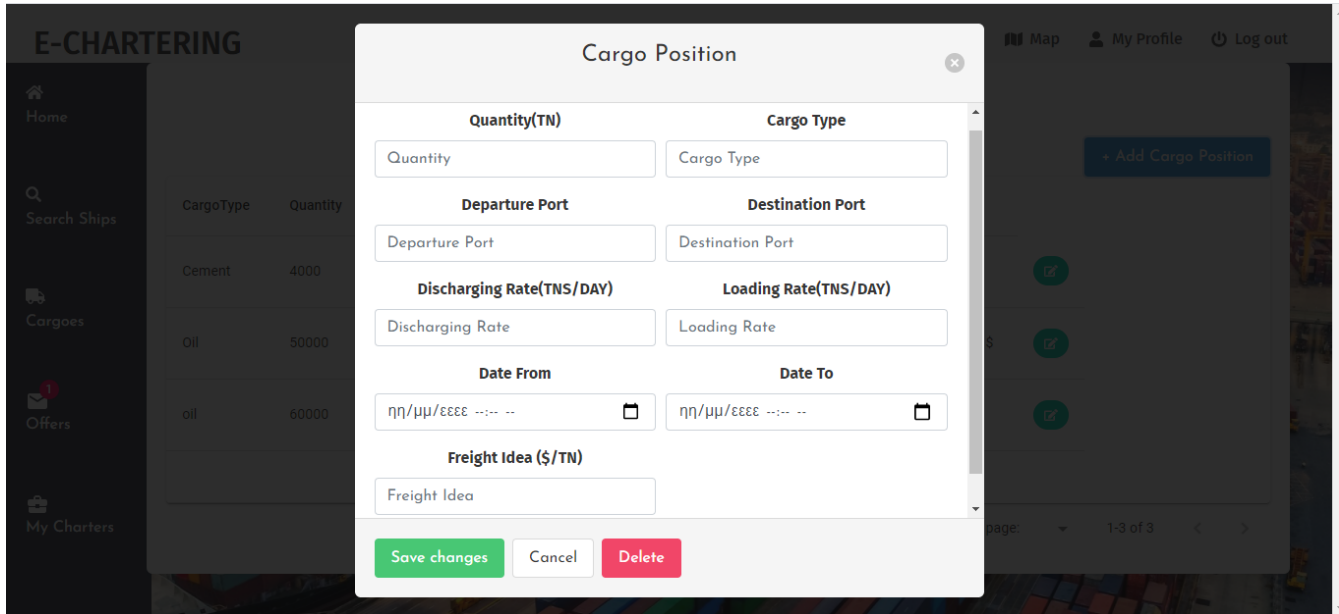 E-CHARTERING
Map
My Profile
Log out
Home
Search Ships
Cargoes
1
Offers
My Charters
+ Add Cargo Position
CargoType Quantity
Cement 4000
Oil 50000 $
oil 60000
page: 1-3 of 3
Cargo Position
Quantity(TN) Cargo Type
Quantity Cargo Type
Departure Port Destination Port
Departure Port Destination Port
Discharging Rate(TNS/DAY) Loading Rate(TNS/DAY)
Discharging Rate Loading Rate
Date From Date To
ηη/μμ/εεεε --:-- -- ηη/μμ/εεεε --:-- --
Freight Idea ($/TN)
Freight Idea
Save changes Cancel Delete